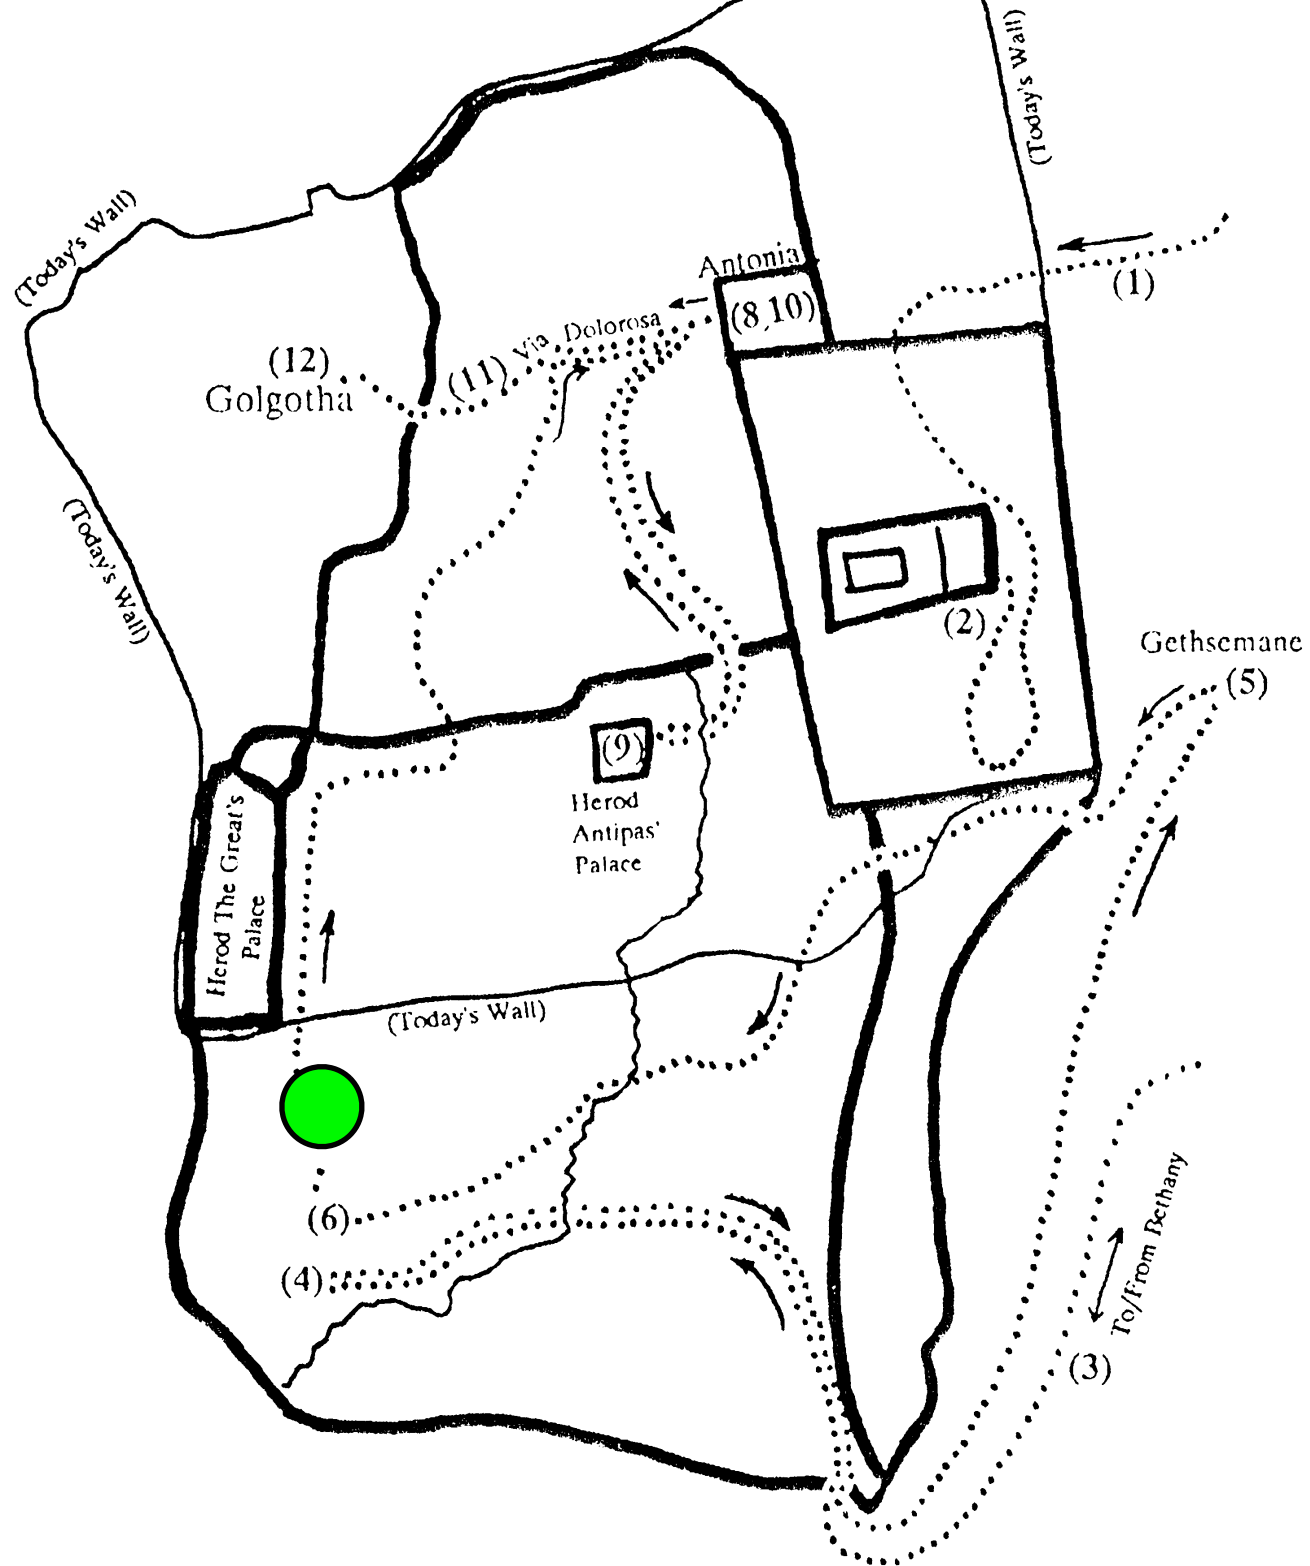 (Today's Wall)
(Today's Wall)
(1)
Antonia
(8,10)
Via Dolorosa
(11)
(12)
Golgotha
(Today's Wall)
(2)
Gethsemane
(5)
(9)
Herod
Antipas'
Palace
Herod The Great's
Palace
(Today's Wall)
(6)
(4)
To/From Bethany
(3)